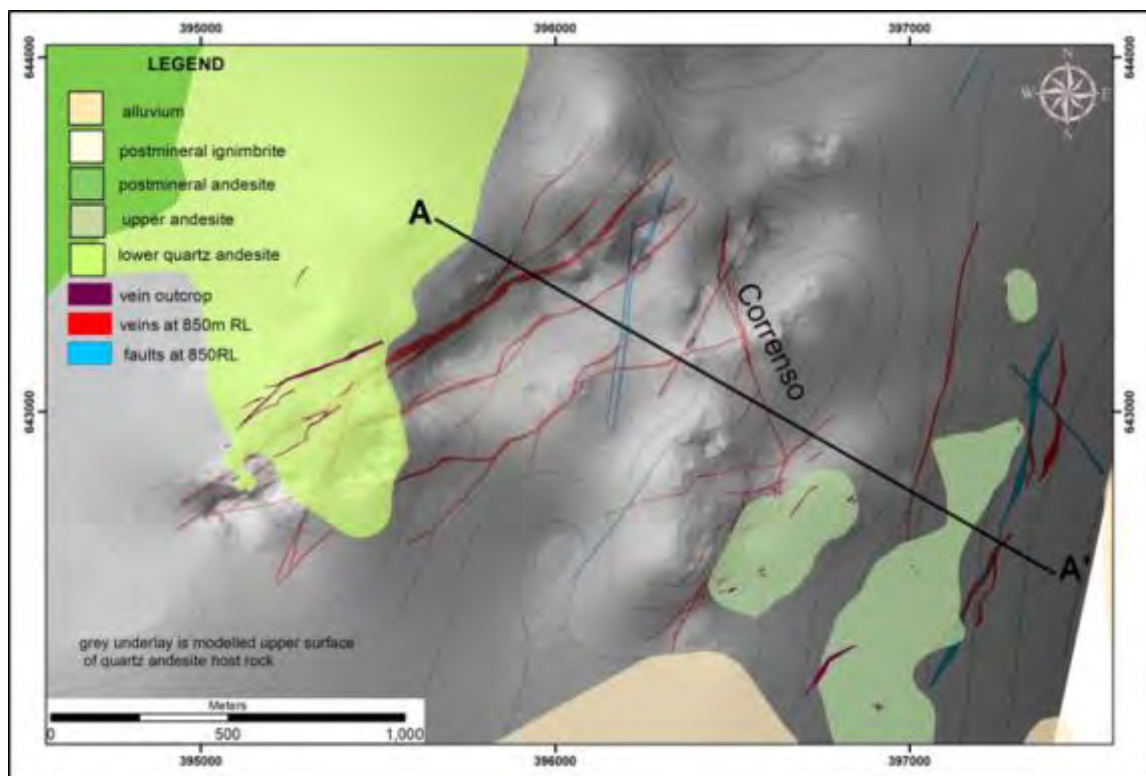 395000 396000 397000
644000 644000
LEGEND
alluvium
postmineral ignimbrite
postmineral andesite
upper andesite
lower quartz andesite
vein outcrop
veins at 850m RL
faults at 850RL
W E
A
Correnso
643000 643000
A'
grey underlay is modelled upper surface
of quartz andesite host rock
Meters
0 500 1,000
395000 396000 397000